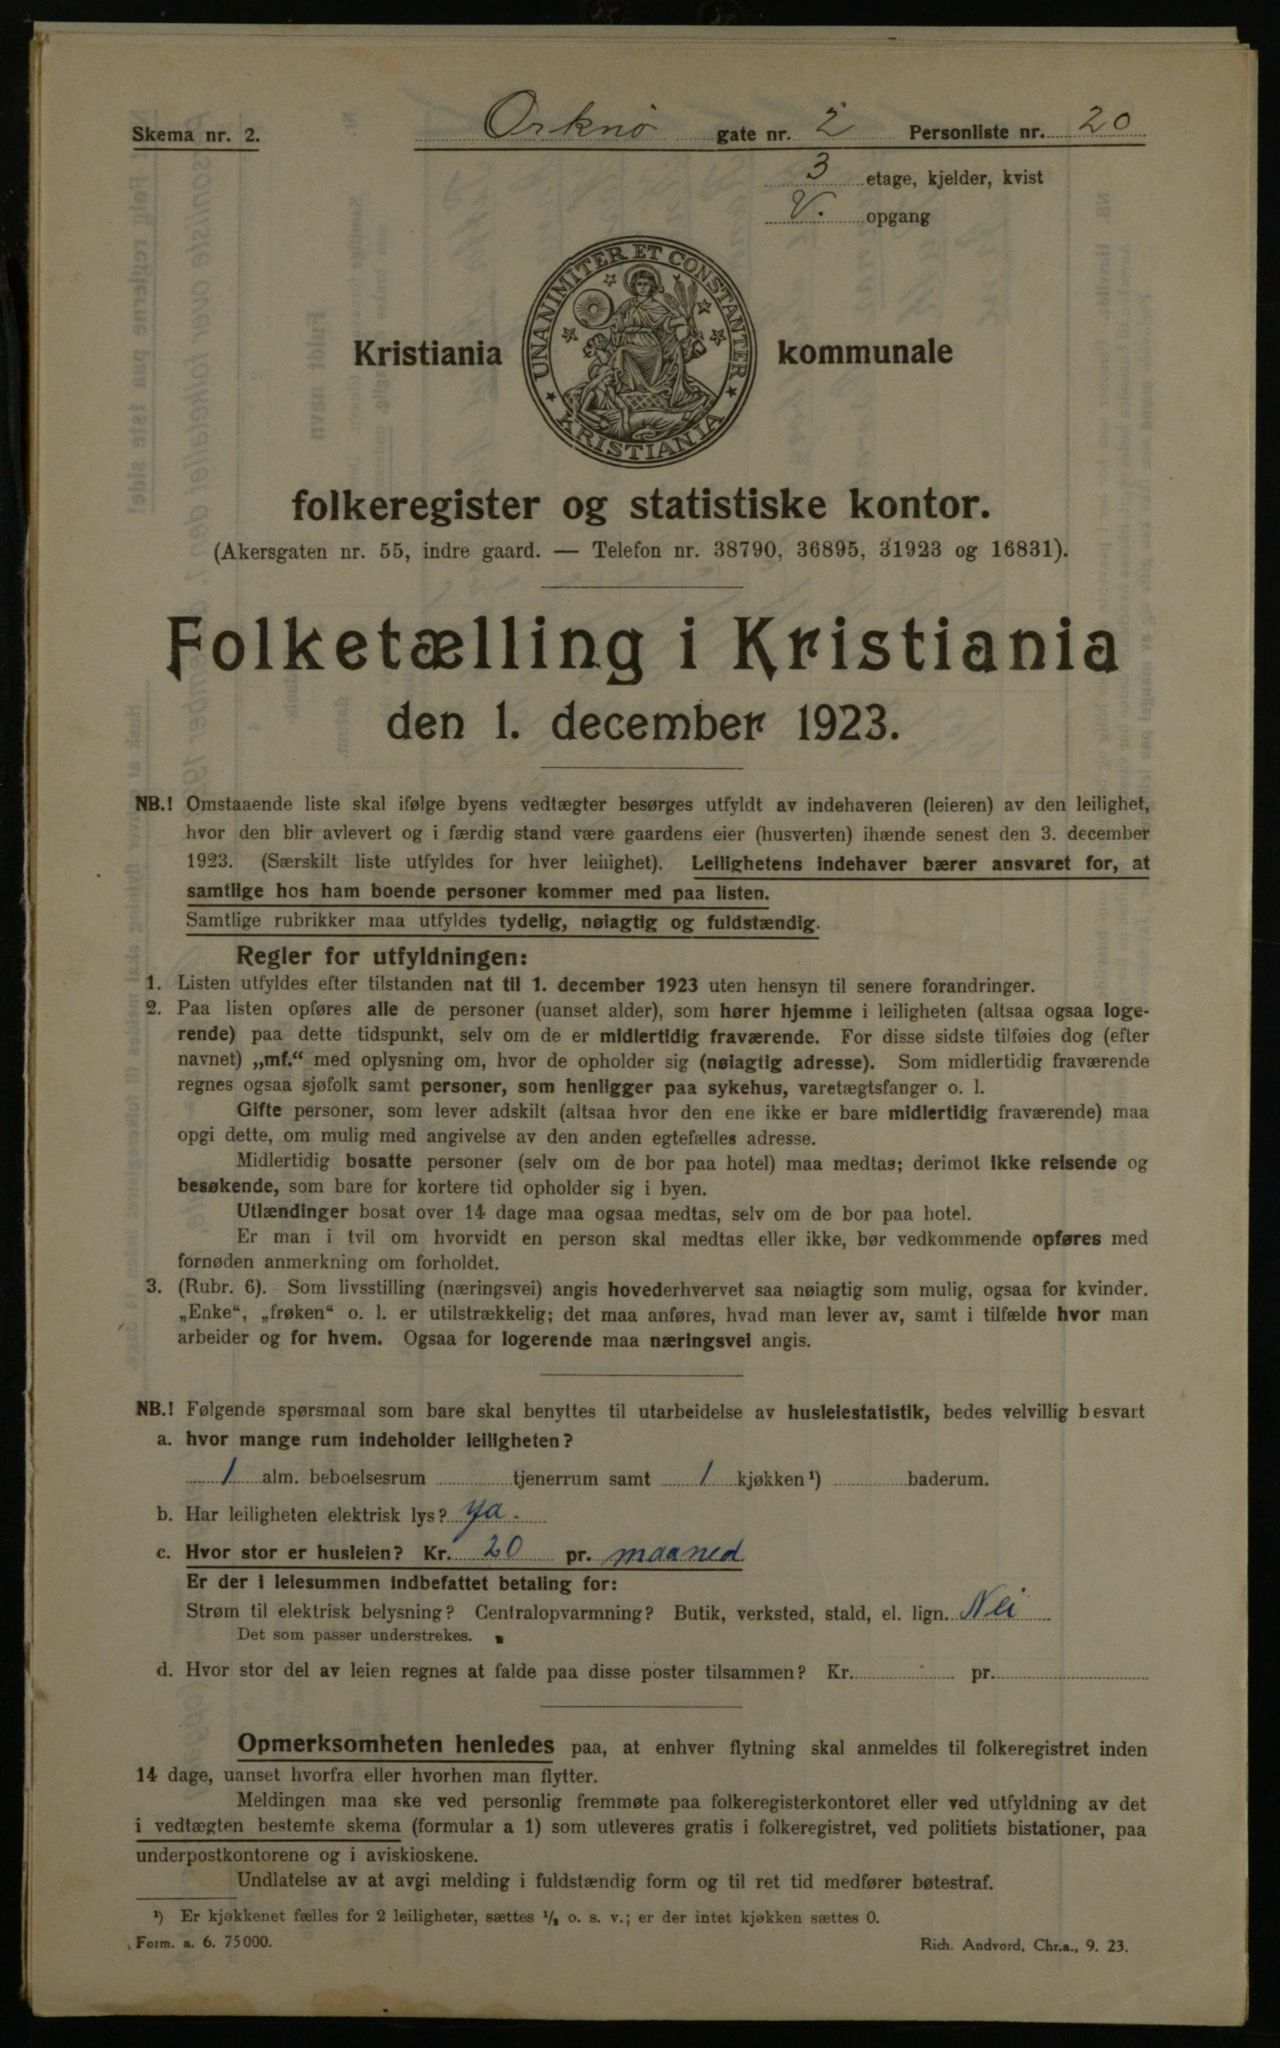 Skema nr. 2.
Orknø gate nr. 2 Personliste nr. 20
3 etage, kjelder, kvist
V. opgang
UNANIMITER ET CONSTANTER
KRISTIANIA
Kristiania kommunale
folkeregister og statistiske kontor.
(Akersgaten nr. 55, indre gaard. — Telefon nr. 38790, 36895, 31923 og 16831).
Folketælling i Kristiania
den 1. december 1923.
NB.! Omstaaende liste skal ifølge byens vedtægter besørges utfyldt av indehaveren (leieren) av den leilighet,
hvor den blir avlevert og i færdig stand være gaardens eier (husverten) ihænde senest den 3. december
1923. (Særskilt liste utfyldes for hver leilighet). Leilighetens indehaver bærer ansvaret for, at
samtlige hos ham boende personer kommer med paa listen.
Samtlige rubrikker maa utfyldes tydelig, nøiagtig og fuldstændig.
Regler for utfyldningen:
1. Listen utfyldes efter tilstanden nat til 1. december 1923 uten hensyn til senere forandringer.
2. Paa listen opføres alle de personer (uanset alder), som hører hjemme i leiligheten (altsaa ogsaa loge-
rende) paa dette tidspunkt, selv om de er midlertidig fraværende. For disse sidste tilføies dog (efter
navnet) „mf.“ med oplysning om, hvor de opholder sig (nøiagtig adresse). Som midlertidig fraværende
regnes ogsaa sjøfolk samt personer, som henligger paa sykehus, varetægtsfanger o. l.
Gifte personer, som lever adskilt (altsaa hvor den ene ikke er bare midlertidig fraværende) maa
opgi dette, om mulig med angivelse av den anden egtefælles adresse.
Midlertidig bosatte personer (selv om de bor paa hotel) maa medtas; derimot ikke reisende og
besøkende, som bare for kortere tid opholder sig i byen.
Utlændinger bosat over 14 dage maa ogsaa medtas, selv om de bor paa hotel.
Er man i tvil om hvorvidt en person skal medtas eller ikke, bør vedkommende opføres med
fornøden anmerkning om forholdet.
3. (Rubr. 6). Som livsstilling (næringsvei) angis hovederhvervet saa nøiagtig som mulig, ogsaa for kvinder.
„Enke“, „frøken“ o. l. er utilstrækkelig; det maa anføres, hvad man lever av, samt i tilfælde hvor man
arbeider og for hvem. Ogsaa for logerende maa næringsvei angis.
NB.! Følgende spørsmaal som bare skal benyttes til utarbeidelse av husleiestatistik, bedes velvillig besvart
a. hvor mange rum indeholder leiligheten?
1 alm. beboelsesrum tjenerrum samt 1 kjøkken ¹) baderum.
b. Har leiligheten elektrisk lys? Ja.
c. Hvor stor er husleien? Kr. 20 pr. maaned
Er der i leiesummen indbefattet betaling for:
Strøm til elektrisk belysning? Centralopvarmning? Butik, verksted, stald, el. lign. Nei
Det som passer understrekes.
d. Hvor stor del av leien regnes at falde paa disse poster tilsammen? Kr. pr.
Opmerksomheten henledes paa, at enhver flytning skal anmeldes til folkeregistret inden
14 dage, uanset hvorfra eller hvorhen man flytter.
Meldingen maa ske ved personlig fremmøte paa folkeregisterkontoret eller ved utfyldning av det
i vedtægten bestemte skema (formular a 1) som utleveres gratis i folkeregistret, ved politiets bistationer, paa
underpostkontorene og i aviskioskene.
Undlatelse av at avgi melding i fuldstændig form og til ret tid medfører bøtestraf.
¹) Er kjøkkenet fælles for 2 leiligheter, sættes ¹/₂ o. s. v.; er der intet kjøkken sættes 0.
Form. a. 6. 75000.
Rich. Andvord, Chr.a., 9. 23.